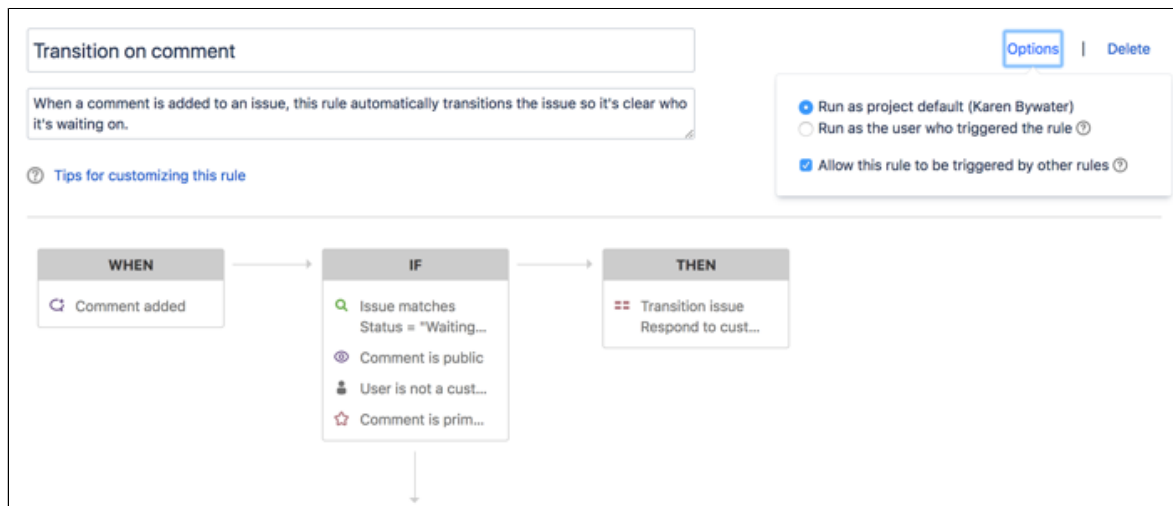 Transition on comment
Options | Delete
When a comment is added to an issue, this rule automatically transitions the issue so it's clear who
it's waiting on.
Run as project default (Karen Bywater)
Run as the user who triggered the rule
Allow this rule to be triggered by other rules
Tips for customizing this rule
WHEN
Comment added
IF
Issue matches
Status = "Waiting...
Comment is public
User is not a cust...
Comment is prim...
THEN
Transition issue
Respond to cust...